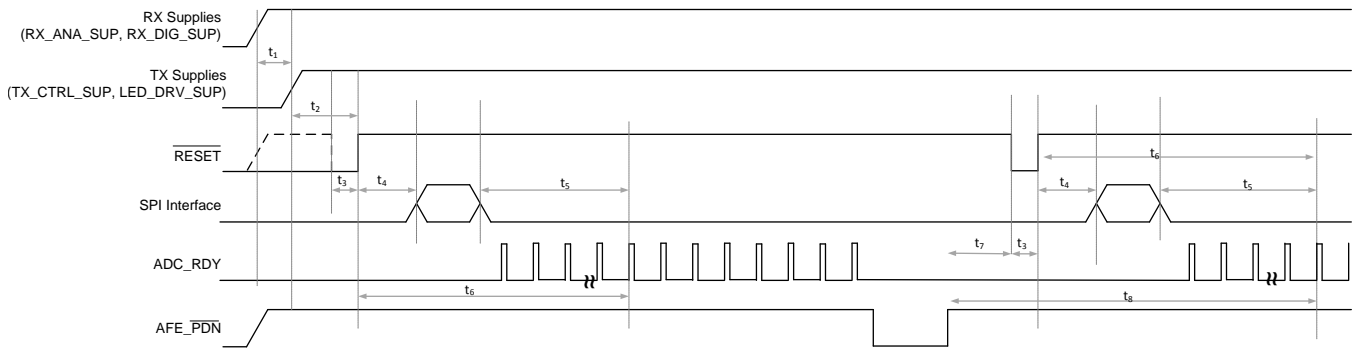 RX Supplies
(RX_ANA_SUP, RX_DIG_SUP)
t1
TX Supplies
(TX_CTRL_SUP, LED_DRV_SUP)
t2
RESET
t6
t3
t4
t5
t4
t5
SPI Interface
t7
t3
ADC_RDY
t6
t8
AFE_PDN